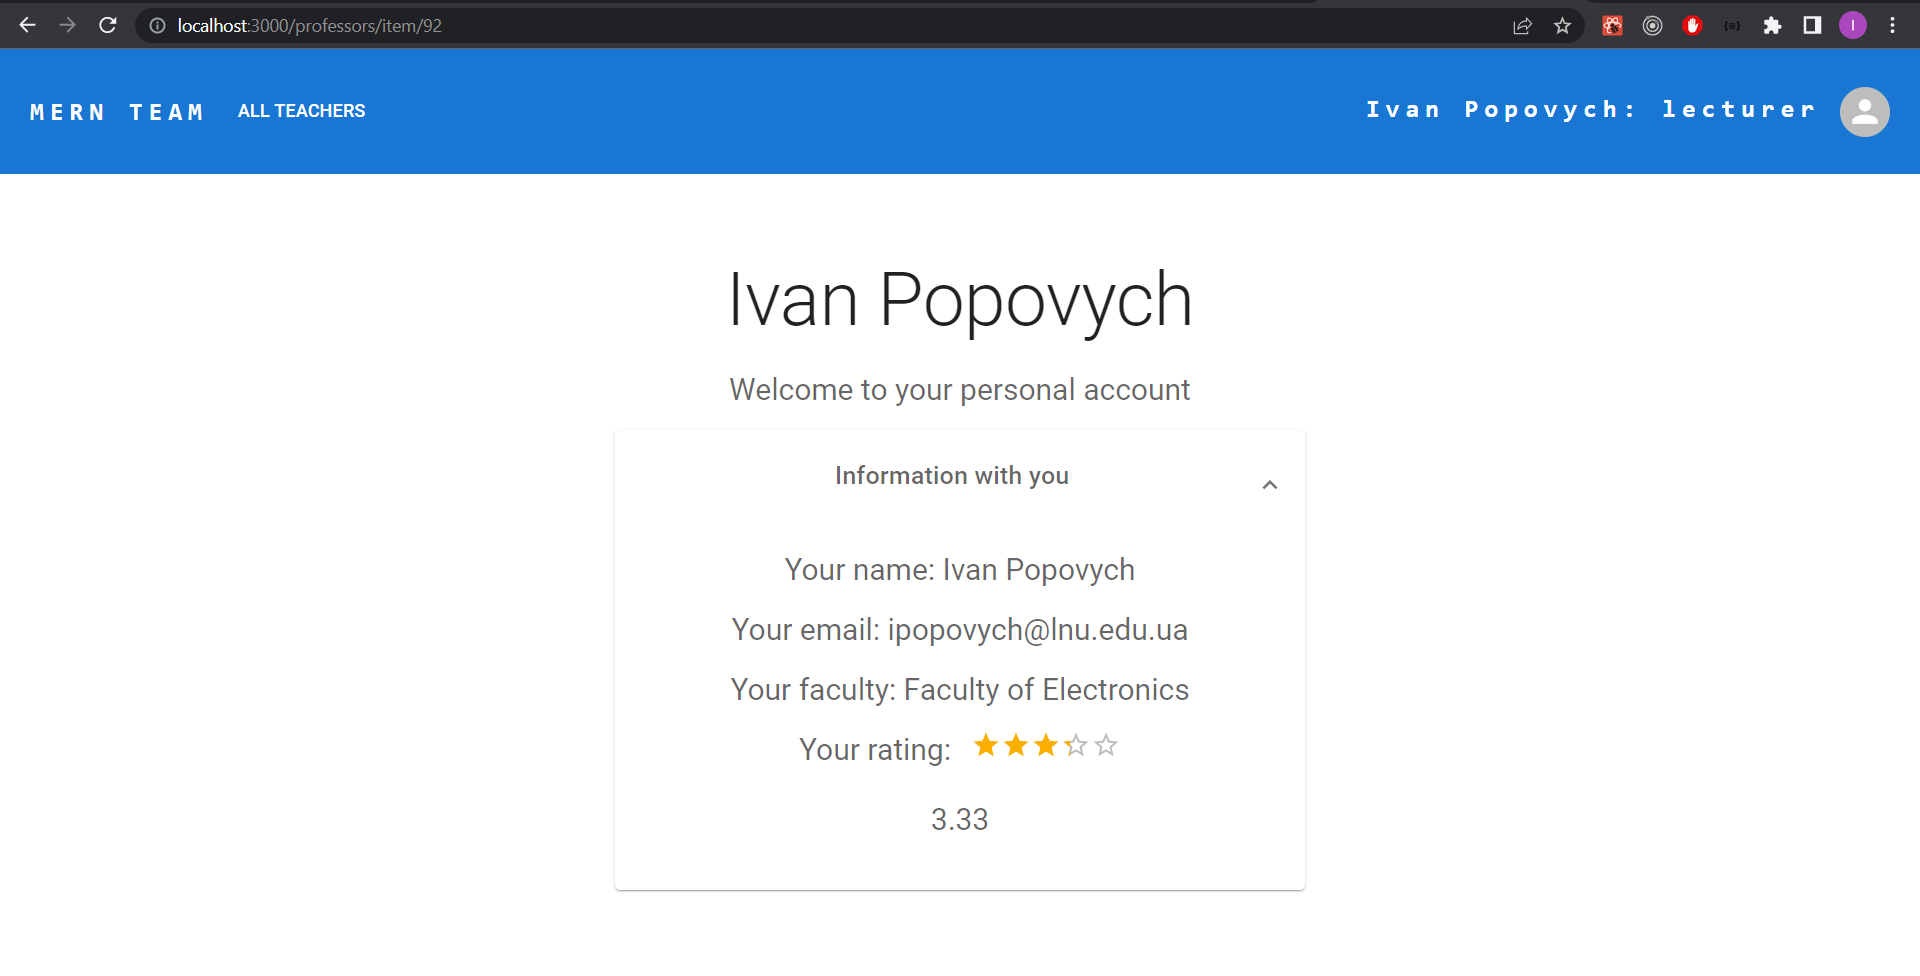 localhost:3000/professors/item/92
I
MERN TEAM
ALL TEACHERS
Ivan Popovych: lecturer
Ivan Popovych
Welcome to your personal account
Information with you
Your name: Ivan Popovych
Your email: ipopovych@lnu.edu.ua
Your faculty: Faculty of Electronics
Your rating:
3.33